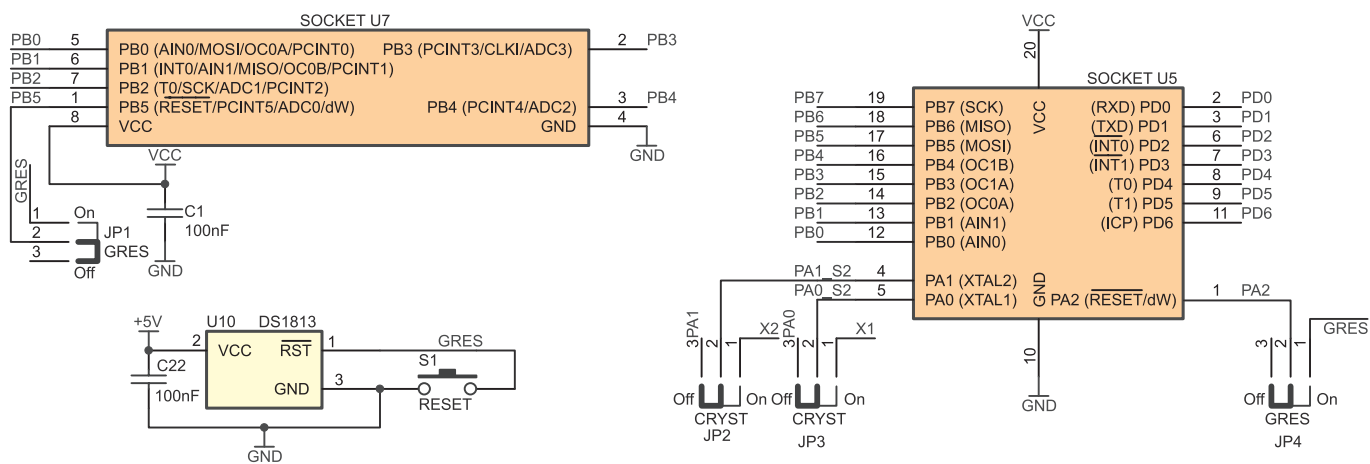 SOCKET U7
PB0 5 PB0 (AIN0/MOSI/OC0A/PCINT0) PB3 (PCINT3/CLKI/ADC3) 2 PB3
PB1 6 PB1 (INT0/AIN1/MISO/OC0B/PCINT1)
PB2 7 PB2 (T0/SCK/ADC1/PCINT2)
PB5 1 PB5 (RESET/PCINT5/ADC0/dW) PB4 (PCINT4/ADC2) 3 PB4
8 VCC GND 4
GND
VCC
GRES
C1
100nF
GND
1 On
2 JP1
GRES
3
Off
+5V
U10 DS1813
2 VCC RST 1 GRES
C22
100nF
GND 3
S1
RESET
GND
VCC
20
SOCKET U5
VCC
PB7 19 PB7 (SCK) (RXD) PD0 2 PD0
PB6 18 PB6 (MISO) (TXD) PD1 3 PD1
PB5 17 PB5 (MOSI) (INT0) PD2 6 PD2
PB4 16 PB4 (OC1B) (INT1) PD3 7 PD3
PB3 15 PB3 (OC1A) (T0) PD4 8 PD4
PB2 14 PB2 (OC0A) (T1) PD5 9 PD5
PB1 13 PB1 (AIN1) (ICP) PD6 11 PD6
PB0 12 PB0 (AIN0)
PA1_S2 4 PA1 (XTAL2)
PA0_S2 5 PA0 (XTAL1) GND PA2 (RESET/dW) 1 PA2
10
GND
3 PA1 2 1 X2
3 PA0 2 1 X1
3 2 1 GRES
Off On
CRYST
JP2
Off On
CRYST
JP3
Off On
GRES
JP4